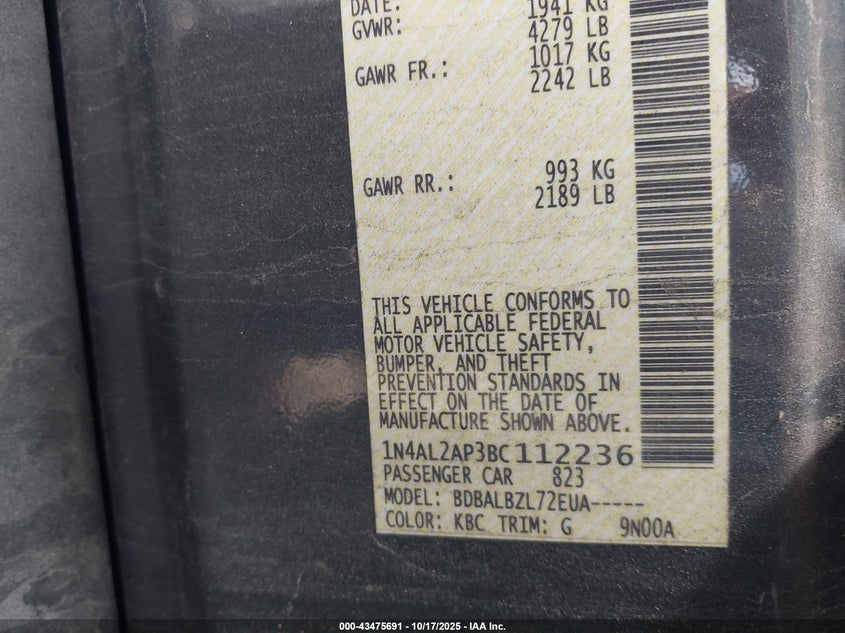 DATE: 1941 KG
GVWR: 4279 LB
1017 KG
GAWR FR.: 2242 LB
993 KG
GAWR RR.: 2189 LB
THIS VEHICLE CONFORMS TO
ALL APPLICABLE FEDERAL
MOTOR VEHICLE SAFETY,
BUMPER, AND THEFT
PREVENTION STANDARDS IN
EFFECT ON THE DATE OF
MANUFACTURE SHOWN ABOVE.
1N4AL2AP3BC112236
PASSENGER CAR 823
MODEL: BDBALBZL72EUA-----
COLOR: KBC TRIM: G 9N00A
000-43475691 - 10/17/2025 - IAA Inc.